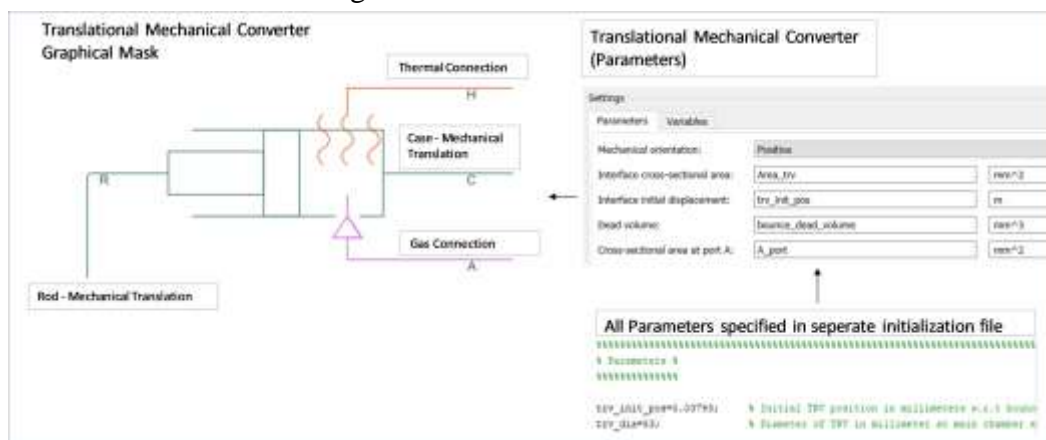 Translational Mechanical Converter
Graphical Mask
Thermal Connection
H
Case - Mechanical
Translation
C
R
Gas Connection
A
Rod - Mechanical Translation
Translational Mechanical Converter
(Parameters)
Settings
Parameters Variables
Mechanical orientation: Positive
Interface cross-sectional area: Area_trv mm^2
Interface initial displacement: trv_init_pos m
Dead volume: bounce_dead_volume mm^3
Cross-sectional area at port A: A_port mm^2
All Parameters specified in seperate initialization file
% Parameters %
%%%%%%%%%%%%%%
trv_init_pos=0.00793; % Initial TRV position in millimeters w.r.t bounc
trv_dia=63; % Diameter of TRV in millimeter at main chamber